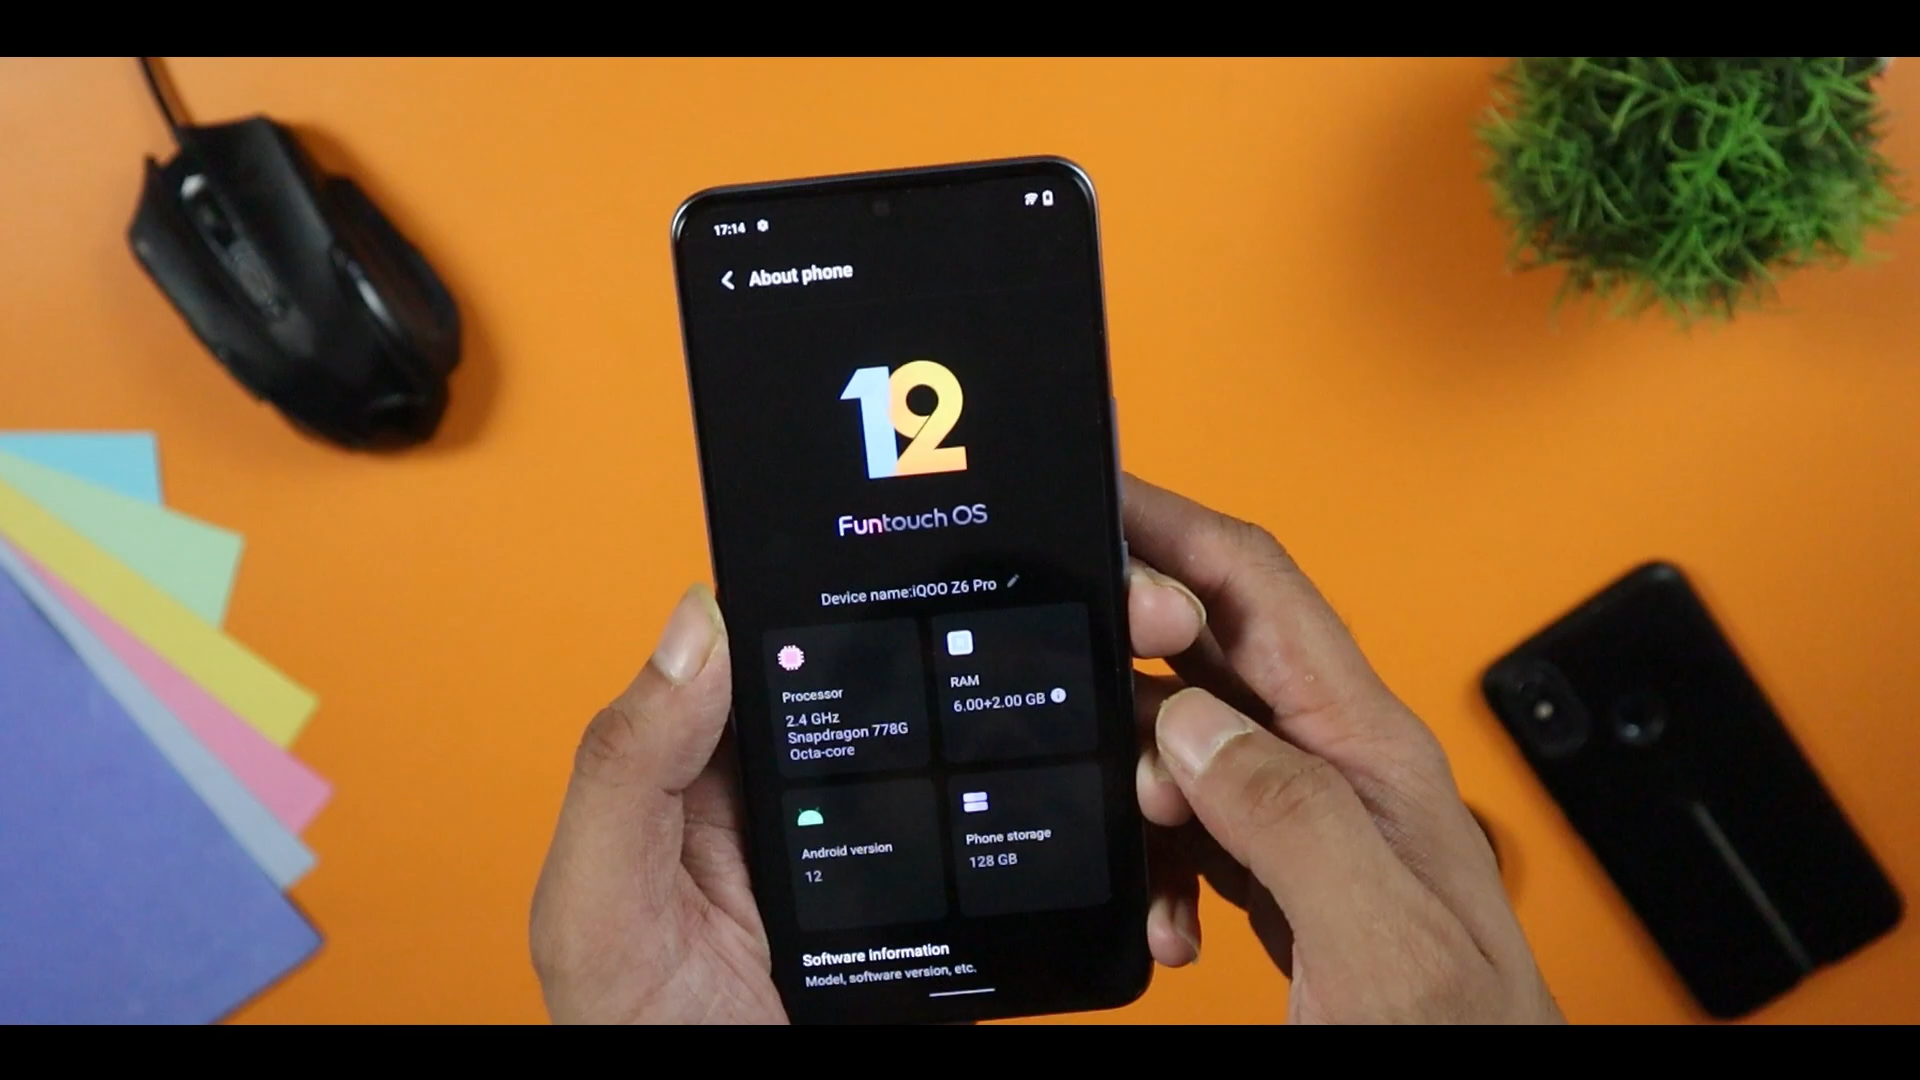 17:14
About phone
12
Funtouch OS
Device name:iQOO Z6 Pro
Processor
2.4 GHz
Snapdragon 778G
Octa-core
RAM
6.00+2.00 GB
Android version
12
Phone storage
128 GB
Software information
Model, software version, etc.